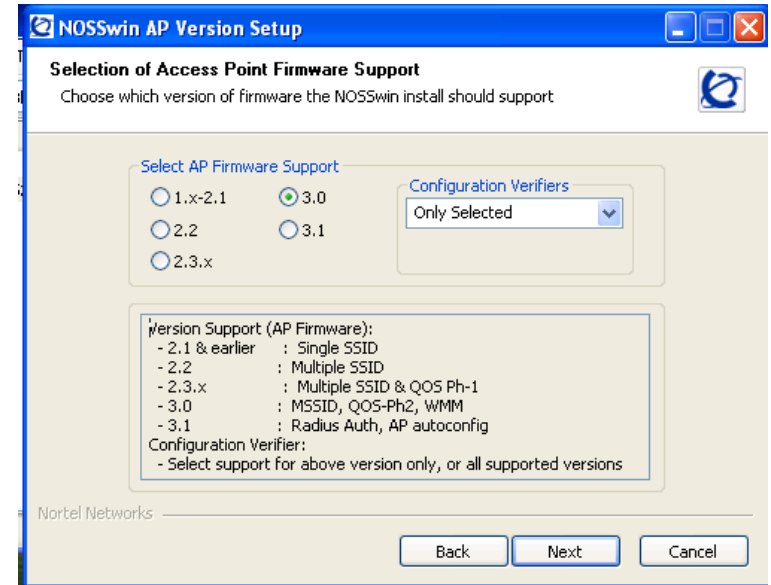 NOSSwin AP Version Setup
Selection of Access Point Firmware Support
Choose which version of firmware the NOSSwin install should support
Select AP Firmware Support
1.x-2.1
3.0
2.2
3.1
2.3.x
Configuration Verifiers
Only Selected
Version Support (AP Firmware):
- 2.1 & earlier : Single SSID
- 2.2 : Multiple SSID
- 2.3.x : Multiple SSID & QOS Ph-1
- 3.0 : MSSID, QOS-Ph2, WMM
- 3.1 : Radius Auth, AP autoconfig
Configuration Verifier:
- Select support for above version only, or all supported versions
Nortel Networks
Back Next Cancel